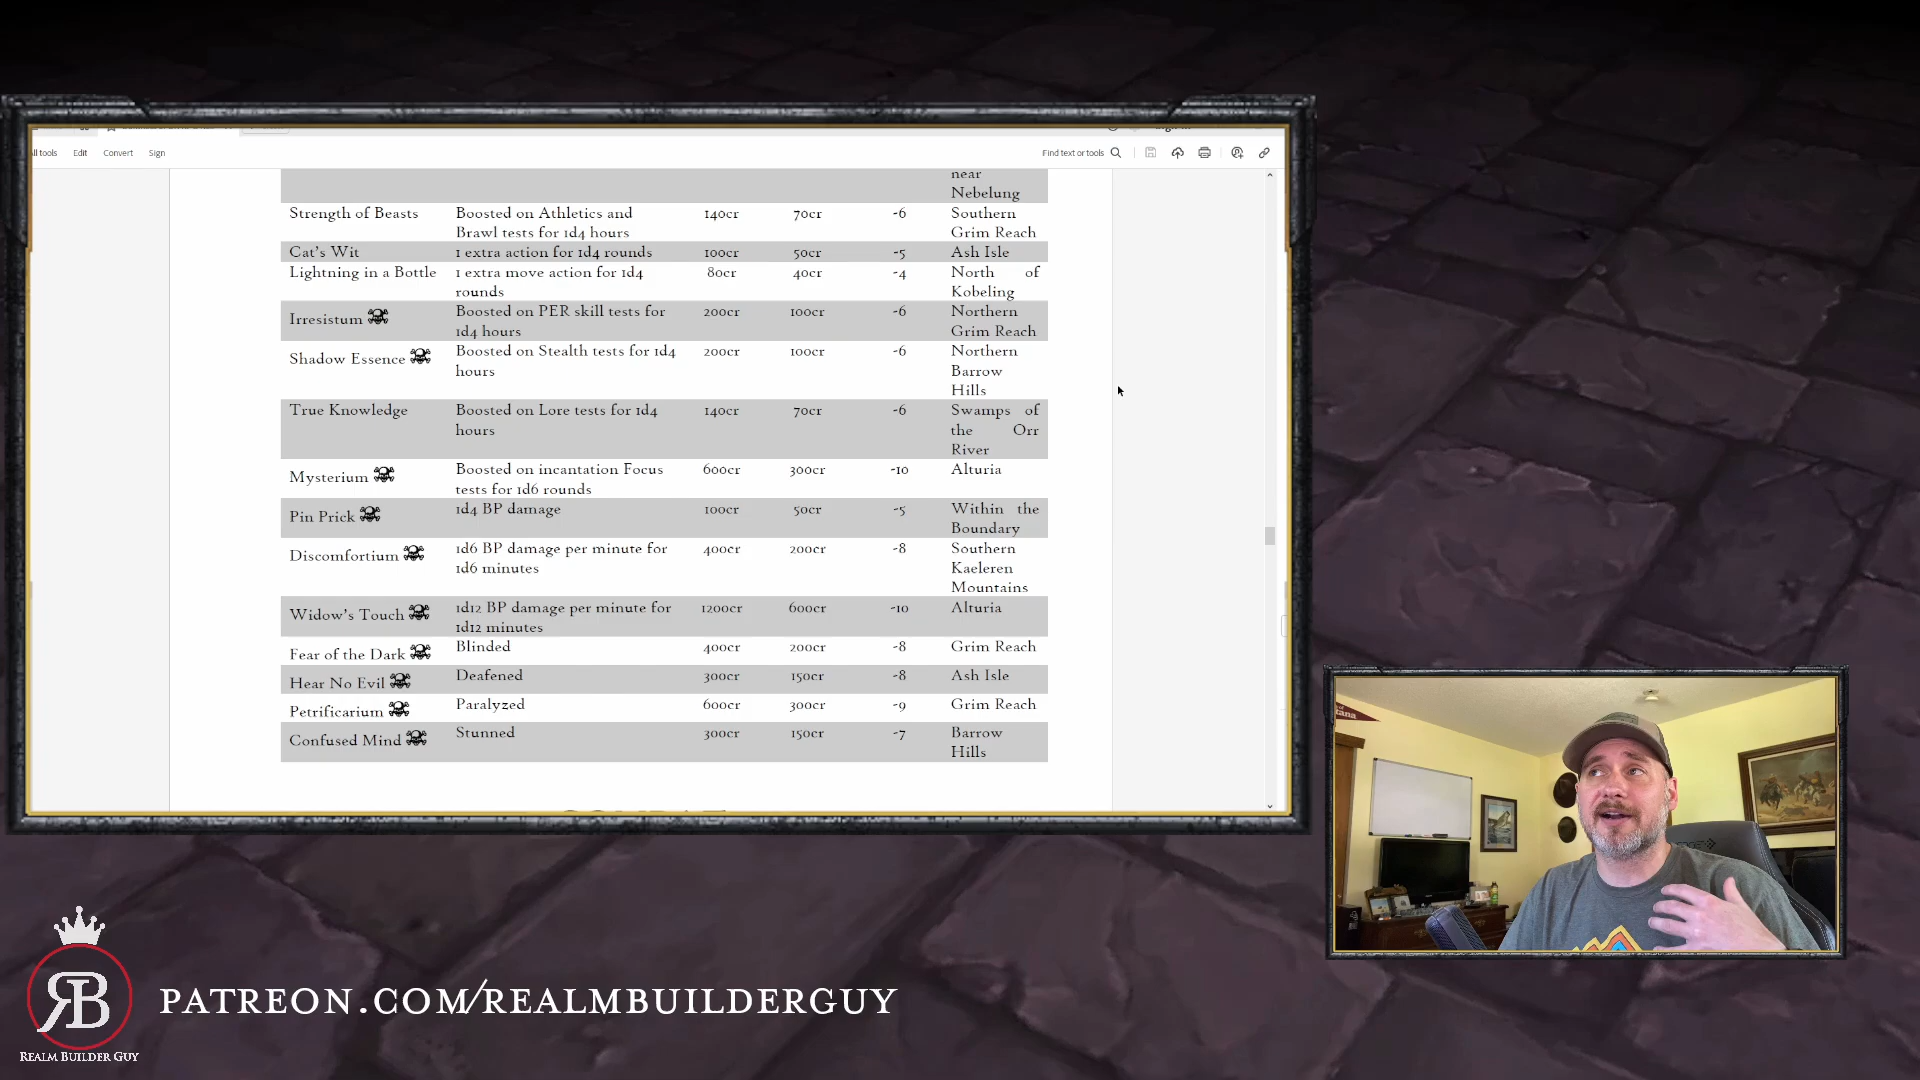 ll tools Edit Convert Sign Find text or tools
near
Nebelung
Strength of Beasts Boosted on Athletics and 140cr 70cr -6 Southern
Brawl tests for 1d4 hours Grim Reach
Cat's Wit 1 extra action for 1d4 rounds 100cr 50cr -5 Ash Isle
Lightning in a Bottle 1 extra move action for 1d4 80cr 40cr -4 North of
rounds Kobeling
Irresistum Boosted on PER skill tests for 200cr 100cr -6 Northern
1d4 hours Grim Reach
Shadow Essence Boosted on Stealth tests for 1d4 200cr 100cr -6 Northern
hours Barrow
Hills
True Knowledge Boosted on Lore tests for 1d4 140cr 70cr -6 Swamps of
hours the Orr
River
Mysterium Boosted on incantation Focus 600cr 300cr -10 Alturia
tests for 1d6 rounds
Pin Prick 1d4 BP damage 100cr 50cr -5 Within the
Boundary
Discomfortium 1d6 BP damage per minute for 400cr 200cr -8 Southern
1d6 minutes Kaeleren
Mountains
Widow's Touch 1d12 BP damage per minute for 1200cr 600cr -10 Alturia
1d12 minutes
Fear of the Dark Blinded 400cr 200cr -8 Grim Reach
Hear No Evil Deafened 300cr 150cr -8 Ash Isle
Petrificarium Paralyzed 600cr 300cr -9 Grim Reach
Confused Mind Stunned 300cr 150cr -7 Barrow
Hills
RB
PATREON.COM/REALMBUILDERGUY
REALM BUILDER GUY